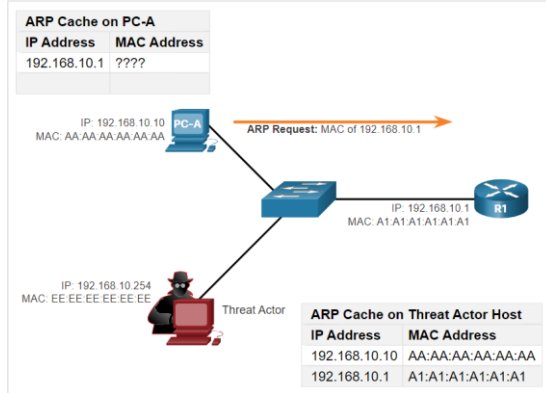 ARP Cache on PC-A
IP Address MAC Address
192.168.10.1 ????
IP: 192.168.10.10
MAC: AA:AA:AA:AA:AA:AA
PC-A
ARP Request: MAC of 192.168.10.1
IP: 192.168.10.1
MAC: A1:A1:A1:A1:A1:A1
R1
IP: 192.168.10.254
MAC: EE:EE:EE:EE:EE:EE
Threat Actor
ARP Cache on Threat Actor Host
IP Address MAC Address
192.168.10.10 AA:AA:AA:AA:AA:AA
192.168.10.1 A1:A1:A1:A1:A1:A1